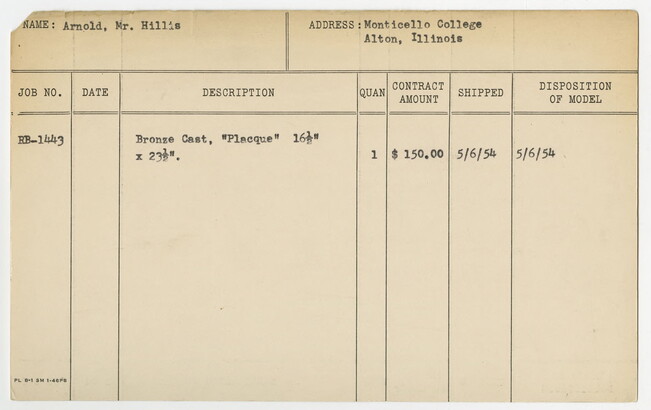 NAME: Arnold, Mr. Hillis
ADDRESS: Monticello College
Alton, Illinois
JOB NO. DATE DESCRIPTION QUAN CONTRACT AMOUNT SHIPPED DISPOSITION OF MODEL
RB-1443 Bronze Cast, "Placque" 16½"
x 23½". 1 $ 150.00 5/6/54 5/6/54